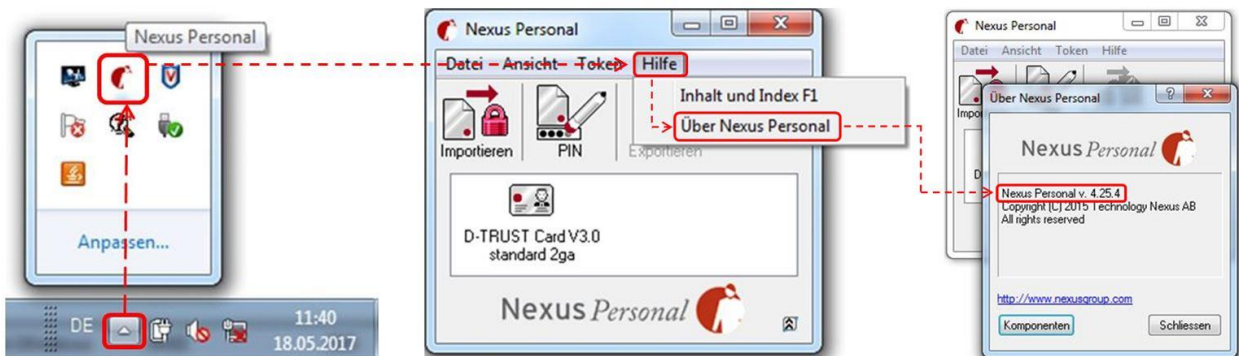 Nexus Personal
Anpassen...
DE
11:40
18.05.2017
Nexus Personal
Datei Ansicht Token Hilfe
Inhalt und Index F1
Über Nexus Personal
Importieren PIN Exportieren
D-TRUST Card V3.0
standard 2ga
Nexus Personal
Nexus Personal
Datei Ansicht Token Hilfe
Über Nexus Personal
Nexus Personal
Nexus Personal v. 4.25.4
Copyright (C) 2015 Technology Nexus AB
All rights reserved
http://www.nexusgroup.com
Komponenten Schliessen